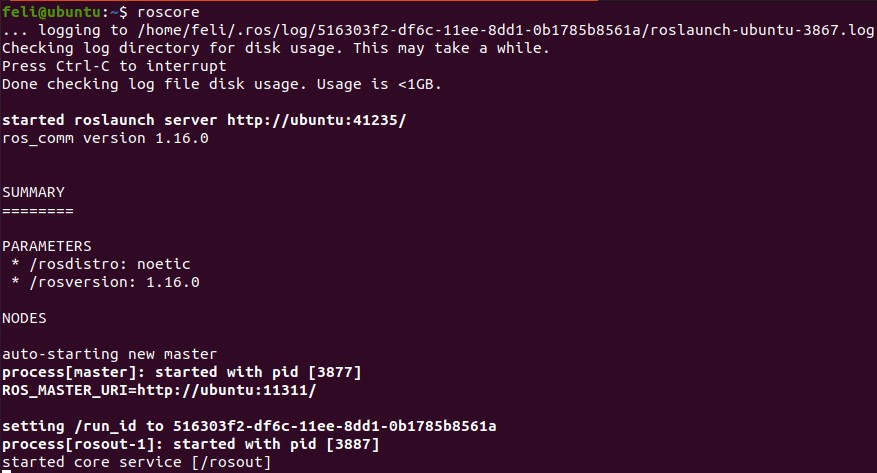 feli@ubuntu:~$ roscore
... logging to /home/feli/.ros/log/516303f2-df6c-11ee-8dd1-0b1785b8561a/roslaunch-ubuntu-3867.log
Checking log directory for disk usage. This may take a while.
Press Ctrl-C to interrupt
Done checking log file disk usage. Usage is <1GB.

started roslaunch server http://ubuntu:41235/
ros_comm version 1.16.0


SUMMARY
========

PARAMETERS
 * /rosdistro: noetic
 * /rosversion: 1.16.0

NODES

auto-starting new master
process[master]: started with pid [3877]
ROS_MASTER_URI=http://ubuntu:11311/

setting /run_id to 516303f2-df6c-11ee-8dd1-0b1785b8561a
process[rosout-1]: started with pid [3887]
started core service [/rosout]